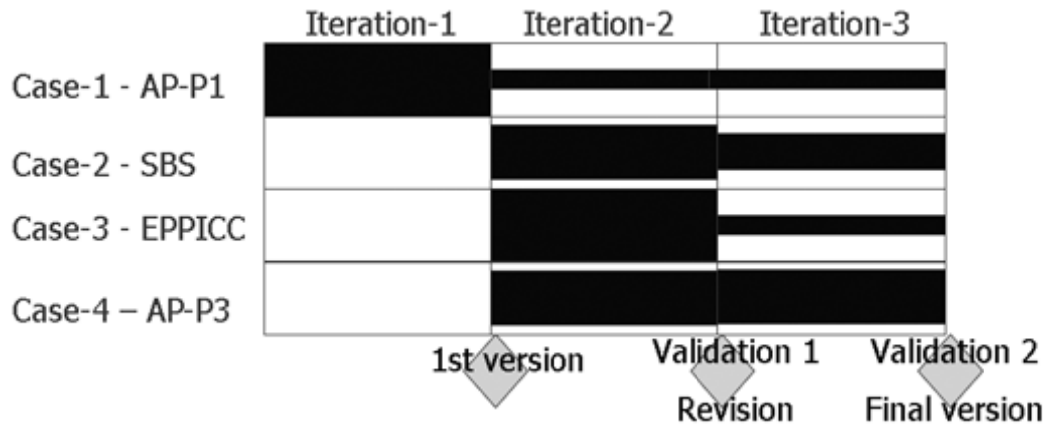 Iteration-1 Iteration-2 Iteration-3
Case-1 - AP-P1
Case-2 - SBS
Case-3 - EPPICC
Case-4 – AP-P3
1st version Validation 1 Validation 2
Revision Final version